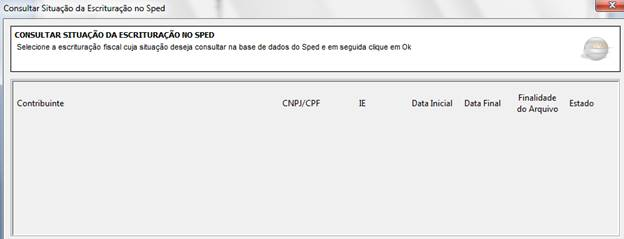 Consultar Situação da Escrituração no Sped
CONSULTAR SITUAÇÃO DA ESCRITURAÇÃO NO SPED
Selecione a escrituração fiscal cuja situação deseja consultar na base de dados do Sped e em seguida clique em Ok
Contribuinte CNPJ/CPF IE Data Inicial Data Final Finalidade do Arquivo Estado